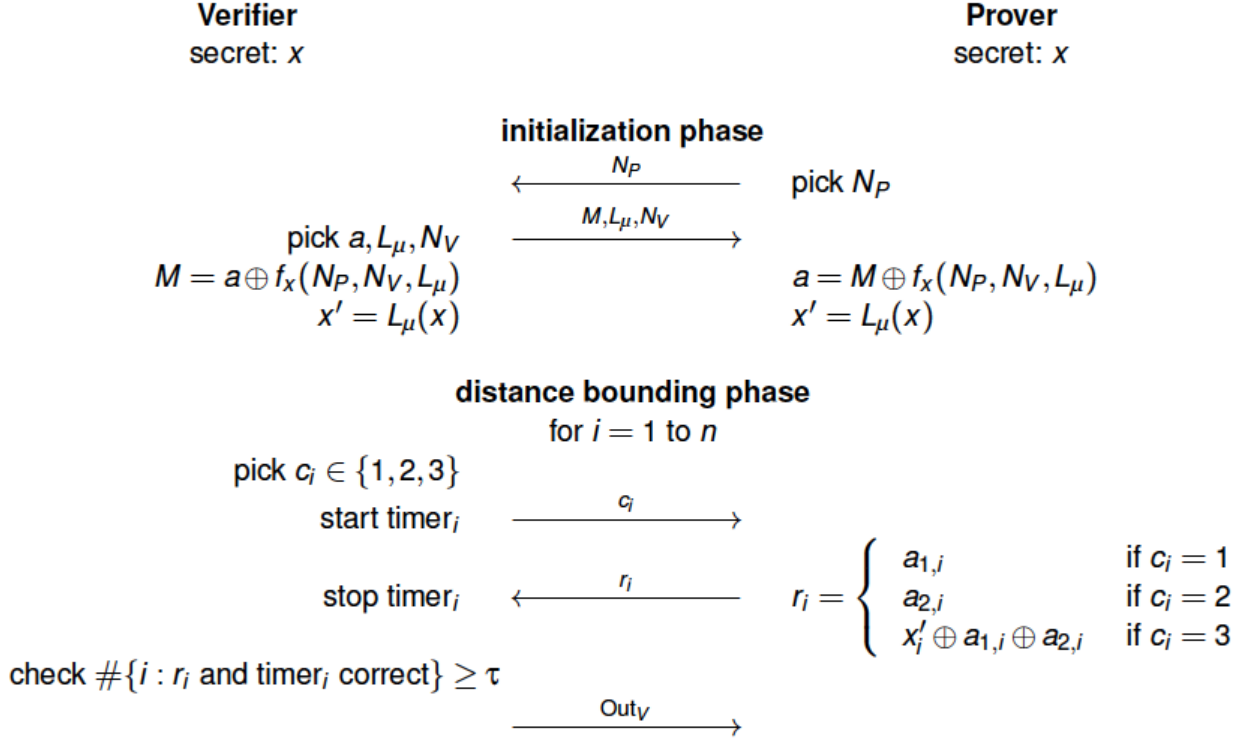 Verifier Prover
secret: x secret: x
initialization phase
N_P
pick N_P
M,L_μ,N_V
pick a,L_μ,N_V
M = a⊕f_x(N_P,N_V,L_μ) a = M⊕f_x(N_P,N_V,L_μ)
x′ = L_μ(x) x′ = L_μ(x)
distance bounding phase
for i = 1 to n
pick c_i ∈ {1,2,3}
start timer_i c_i
stop timer_i r_i r_i = { a_{1,i} if c_i = 1
a_{2,i} if c_i = 2
x′_i ⊕ a_{1,i} ⊕ a_{2,i} if c_i = 3
check #{i : r_i and timer_i correct} ≥ τ
Out_V